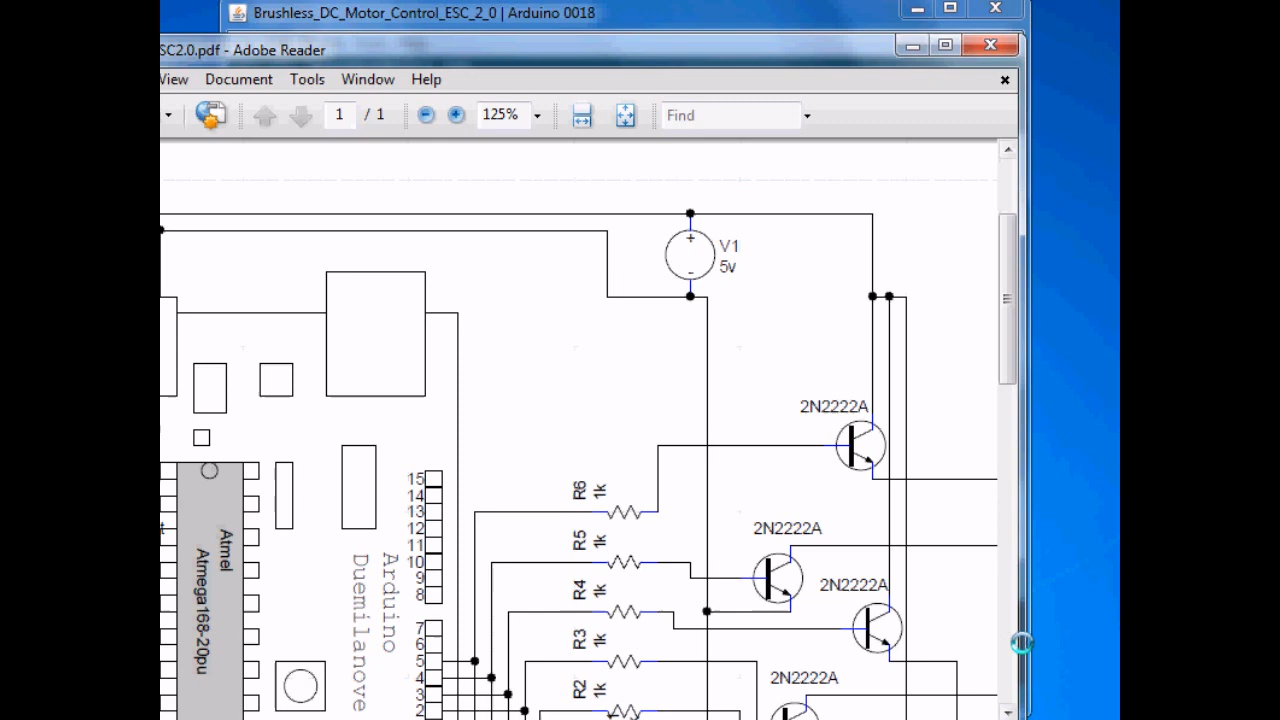 Brushless_DC_Motor_Control_ESC_2_0 | Arduino 0018
SC2.0.pdf - Adobe Reader
View Document Tools Window Help
1 / 1 125% Find
V1
5v
2N2222A
R6 1k
2N2222A
R5 1k
2N2222A
R4 1k
R3 1k
2N2222A
R2 1k
15
14
13
12
11
10
9
8
7
6
5
4
3
2
Arduino
Duemilanove
Atmel
Atmega168-20pu